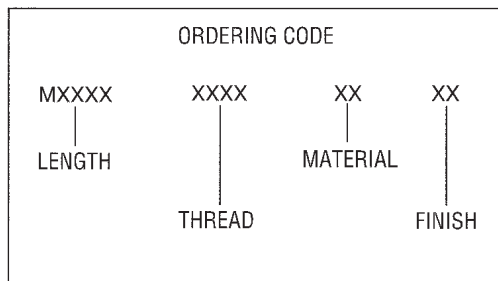 ORDERING CODE
MXXXX XXXX XX XX
LENGTH
MATERIAL
THREAD
FINISH